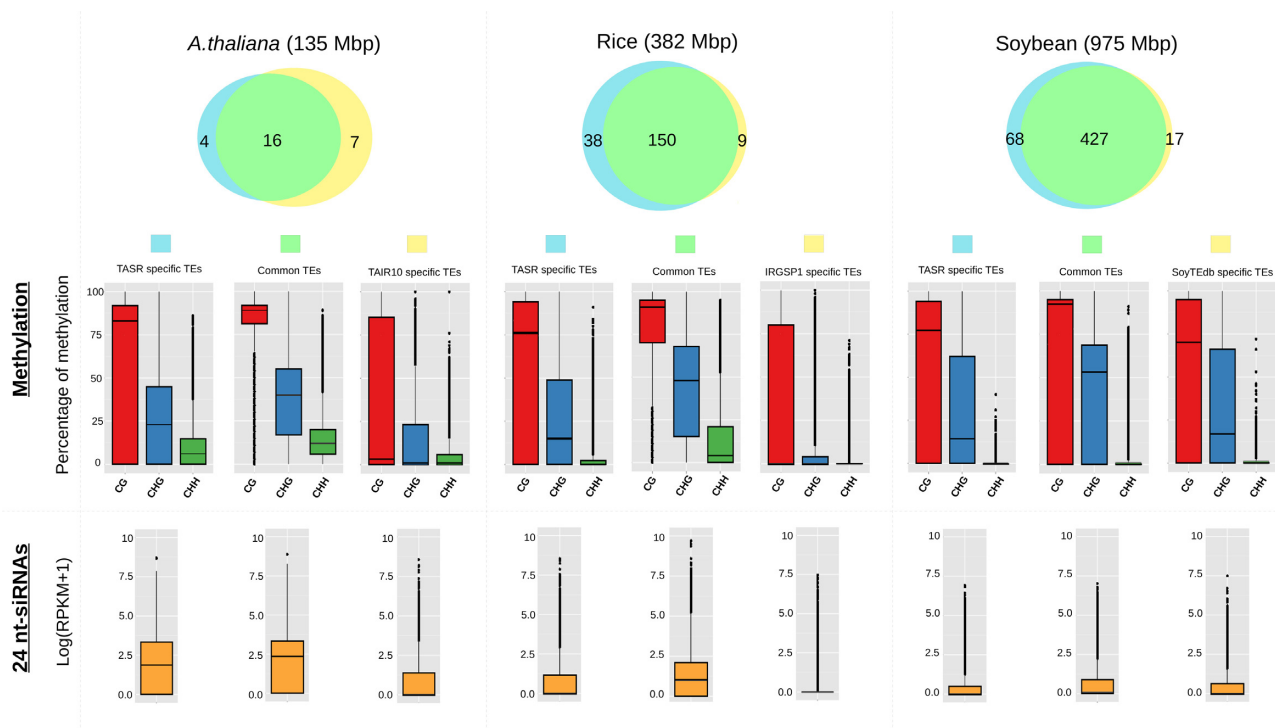 A.thaliana (135 Mbp)
Rice (382 Mbp)
Soybean (975 Mbp)
4
16
7
38
150
9
68
427
17
TASR specific TEs
Common TEs
TAIR10 specific TEs
TASR specific TEs
Common TEs
IRGSP1 specific TEs
TASR specific TEs
Common TEs
SoyTEdb specific TEs
Methylation
Percentage of methylation
100
75
50
25
0
CG CHG CHH
CG CHG CHH
CG CHG CHH
CG CHG CHH
CG CHG CHH
CG CHG CHH
CG CHG CHH
CG CHG CHH
CG CHG CHH
24 nt-siRNAs
Log(RPKM+1)
10
7.5
5.0
2.5
0.0
10
7.5
5.0
2.5
0.0
10
7.5
5.0
2.5
0.0
10
7.5
5.0
2.5
0.0
10
7.5
5.0
2.5
0.0
10
7.5
5.0
2.5
0.0
10
7.5
5.0
2.5
0.0
10
7.5
5.0
2.5
0.0
10
7.5
5.0
2.5
0.0